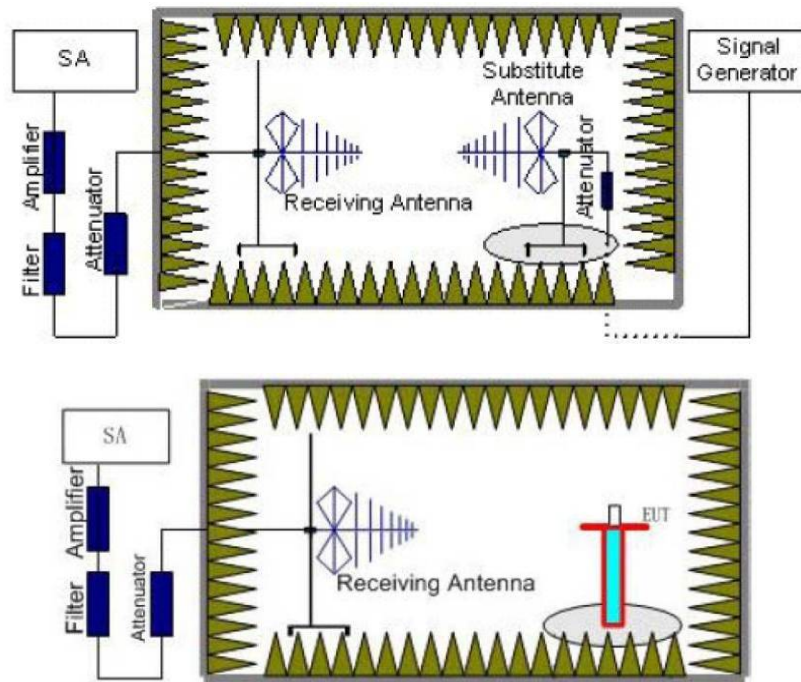 SA
Signal
Generator
Substitute
Antenna
Amplifier
Attenuator
Attenuator
Receiving Antenna
Filter
SA
Amplifier
EUT
Receiving Antenna
Filter
Attenuator